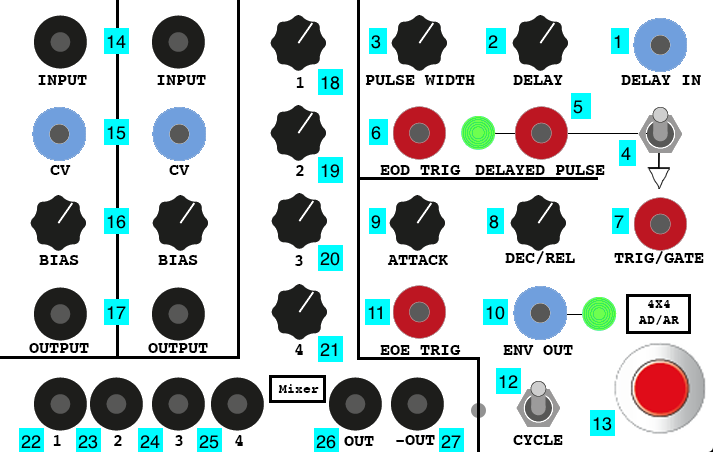 14 3 2 1
INPUT INPUT 1 18 PULSE WIDTH DELAY DELAY IN
15 6 5 4
CV CV 2 19 EOD TRIG DELAYED PULSE
16 9 8 7
BIAS BIAS 3 20 ATTACK DEC/REL TRIG/GATE
17 11 10 4X4
AD/AR
OUTPUT OUTPUT 4 21 EOE TRIG ENV OUT
Mixer 12 13
22 1 23 2 24 3 25 4 26 OUT -OUT 27 CYCLE